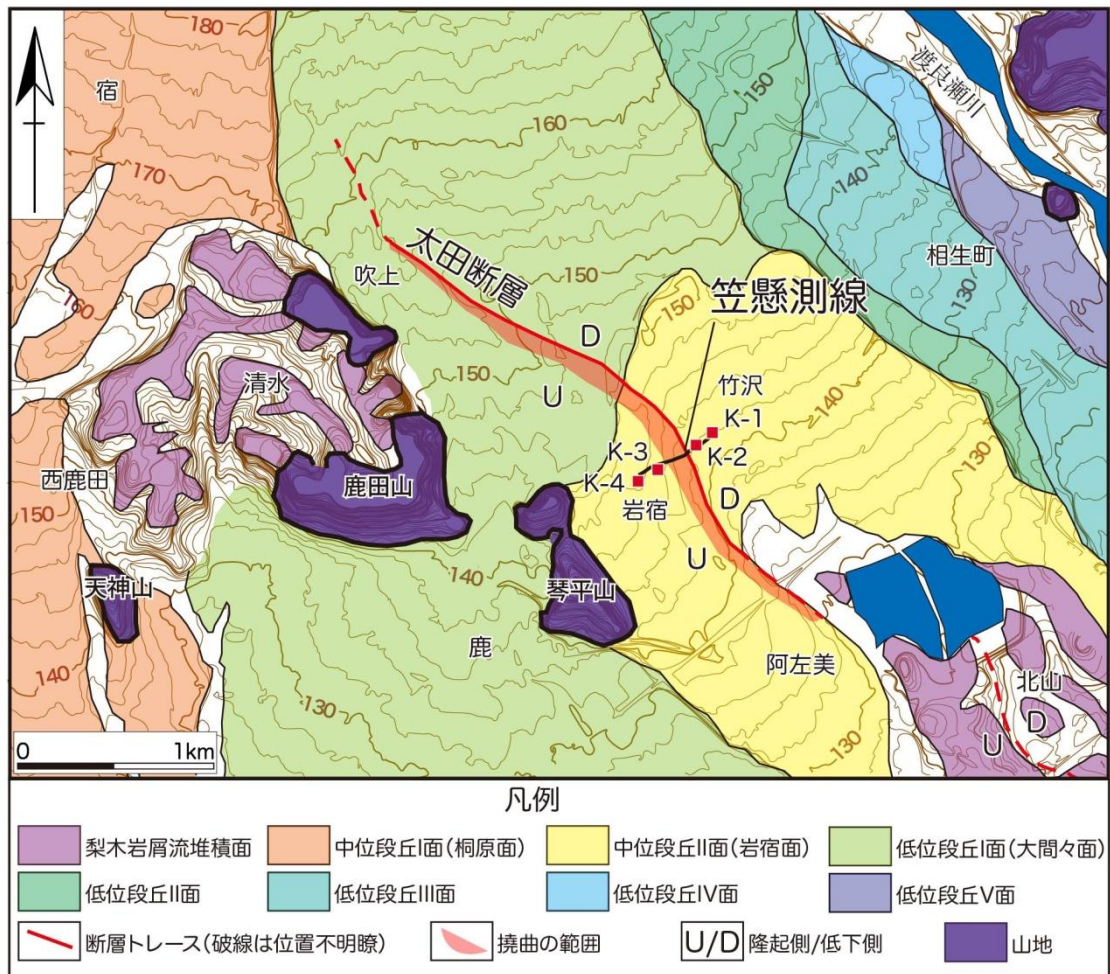 180
宿
渡良瀬川
150
160
170
140
太田断層
吹上
150
相生町
笠懸測線
130
150
160
D
竹沢
150
U
140
清水
K-1
K-3
K-2
西鹿田
K-4
130
鹿田山
岩宿
D
150
140
U
天神山
琴平山
鹿
阿左美
140
北山
130
D
U
130
0 1km
凡例
梨木岩屑流堆積面 中位段丘I面(桐原面) 中位段丘II面(岩宿面) 低位段丘I面(大間々面)
低位段丘II面 低位段丘III面 低位段丘IV面 低位段丘V面
断層トレース(破線は位置不明瞭) 撓曲の範囲 U/D 隆起側/低下側 山地